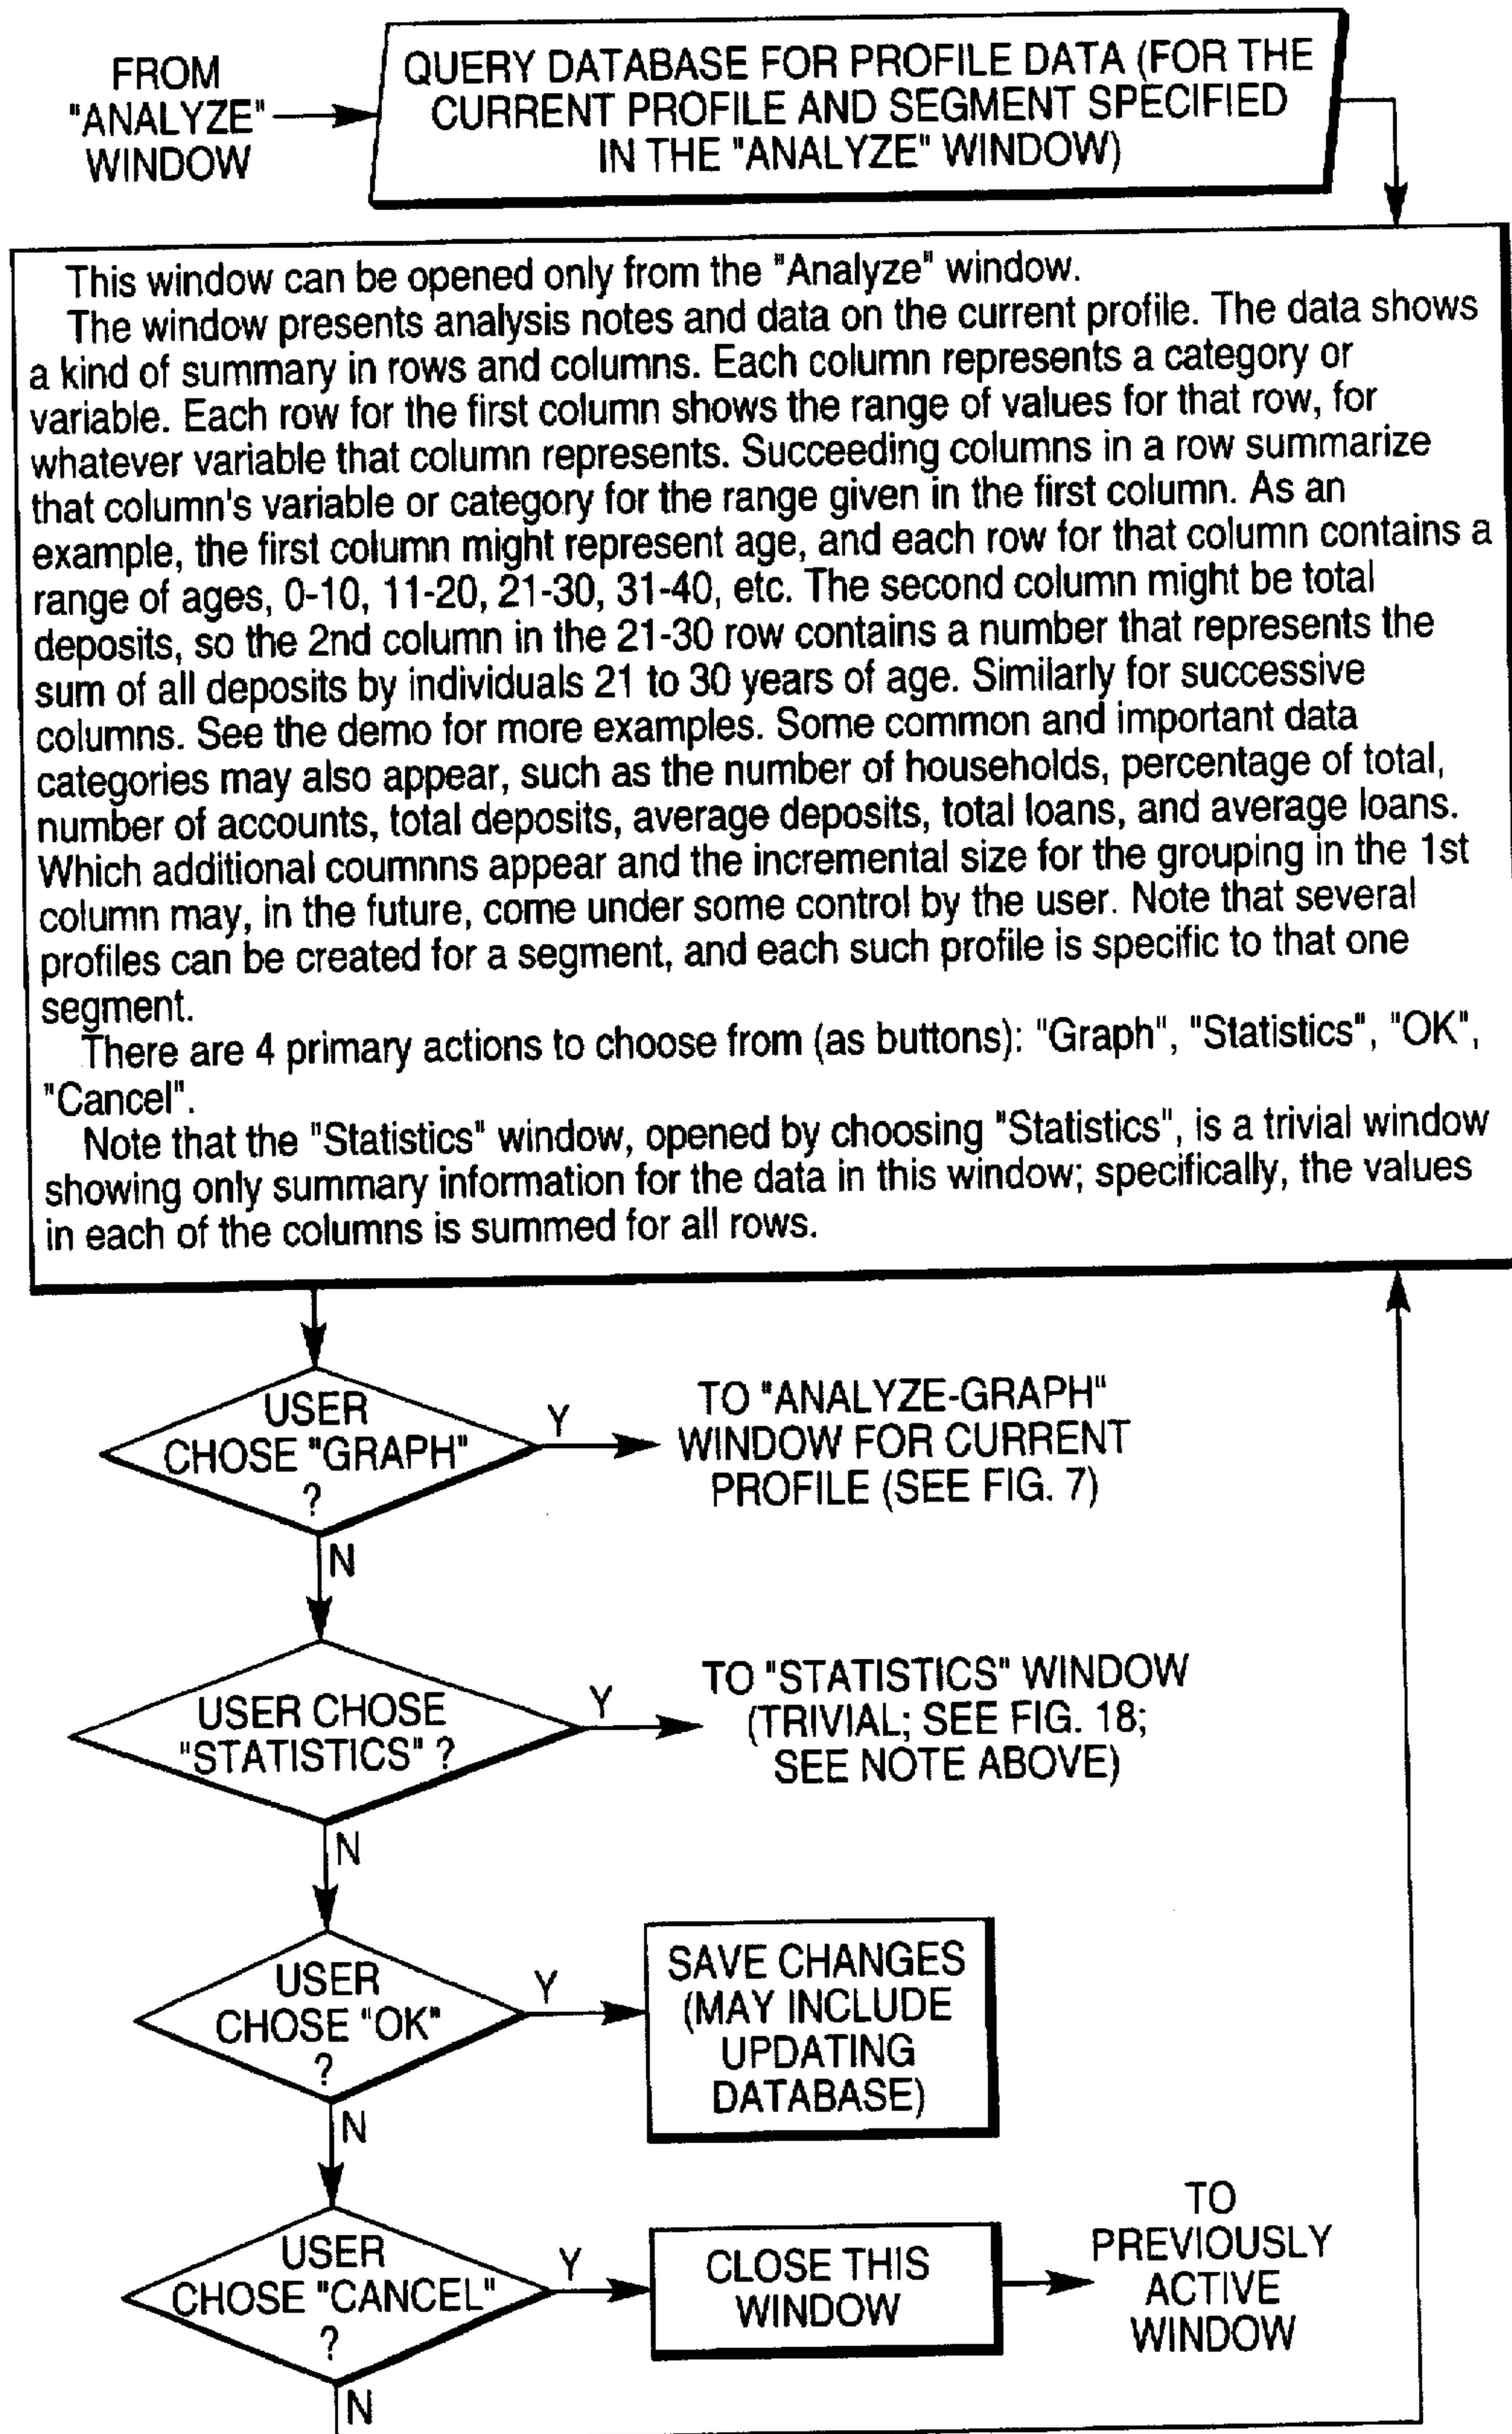 FROM
"ANALYZE"
WINDOW
QUERY DATABASE FOR PROFILE DATA (FOR THE
CURRENT PROFILE AND SEGMENT SPECIFIED
IN THE "ANALYZE" WINDOW)
This window can be opened only from the "Analyze" window.
The window presents analysis notes and data on the current profile. The data shows
a kind of summary in rows and columns. Each column represents a category or
variable. Each row for the first column shows the range of values for that row, for
whatever variable that column represents. Succeeding columns in a row summarize
that column's variable or category for the range given in the first column. As an
example, the first column might represent age, and each row for that column contains a
range of ages, 0-10, 11-20, 21-30, 31-40, etc. The second column might be total
deposits, so the 2nd column in the 21-30 row contains a number that represents the
sum of all deposits by individuals 21 to 30 years of age. Similarly for successive
columns. See the demo for more examples. Some common and important data
categories may also appear, such as the number of households, percentage of total,
number of accounts, total deposits, average deposits, total loans, and average loans.
Which additional coumnns appear and the incremental size for the grouping in the 1st
column may, in the future, come under some control by the user. Note that several
profiles can be created for a segment, and each such profile is specific to that one
segment.
There are 4 primary actions to choose from (as buttons): "Graph", "Statistics", "OK",
"Cancel".
Note that the "Statistics" window, opened by choosing "Statistics", is a trivial window
showing only summary information for the data in this window; specifically, the values
in each of the columns is summed for all rows.
USER
CHOSE "GRAPH"
?
Y
TO "ANALYZE-GRAPH"
WINDOW FOR CURRENT
PROFILE (SEE FIG. 7)
N
USER CHOSE
"STATISTICS" ?
Y
TO "STATISTICS" WINDOW
(TRIVIAL; SEE FIG. 18;
SEE NOTE ABOVE)
N
USER
CHOSE "OK"
?
Y
SAVE CHANGES
(MAY INCLUDE
UPDATING
DATABASE)
N
USER
CHOSE "CANCEL"
?
Y
CLOSE THIS
WINDOW
TO
PREVIOUSLY
ACTIVE
WINDOW
N